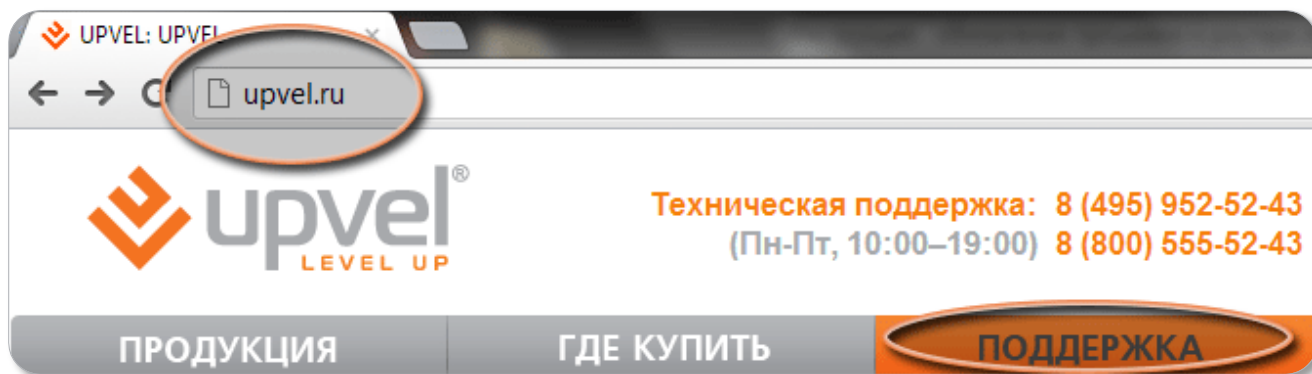 UPVEL: UPVEL
upvel.ru
upvel®
LEVEL UP
Техническая поддержка: 8 (495) 952-52-43
(Пн-Пт, 10:00–19:00) 8 (800) 555-52-43
ПРОДУКЦИЯ ГДЕ КУПИТЬ ПОДДЕРЖКА